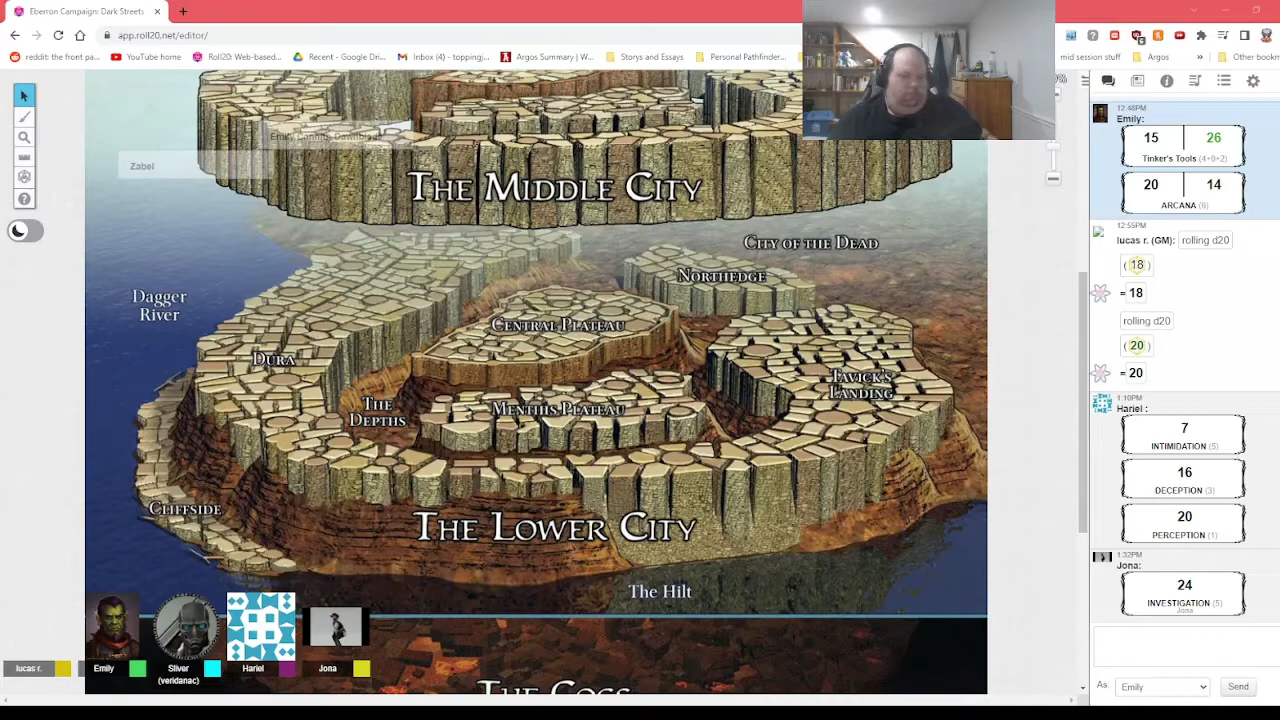 Eberron Campaign: Dark Streets
app.roll20.net/editor/
reddit: the front pa...
YouTube home
Roll20: Web-based...
Recent - Google Dri...
Inbox (4) - topping...
Argos Summary | W...
Storys and Essays
Personal Pathfinder...
mid session stuff
Argos
»
Other book
THE MIDDLE CITY
Zabel
CITY OF THE DEAD
NORTHEDGE
DAGGER
RIVER
CENTRAL PLATEAU
DURA
TAVICK'S
LANDING
THE
DEPTHS
MENTHIS PLATEAU
CLIFFSIDE
THE LOWER CITY
THE HILT
THE COGS
lucas r.
Emily
Sliver
(veridanac)
Hariel
Jona
12:48PM
Emily:
15 26
Tinker's Tools (4+0+2)
20 14
ARCANA (6)
12:55PM
lucas r. (GM): rolling d20
(18)
= 18
rolling d20
(20)
= 20
1:10PM
Hariel :
7
INTIMIDATION (5)
16
DECEPTION (3)
20
PERCEPTION (1)
1:32PM
Jona:
24
INVESTIGATION (5)
Jona
As: Emily Send